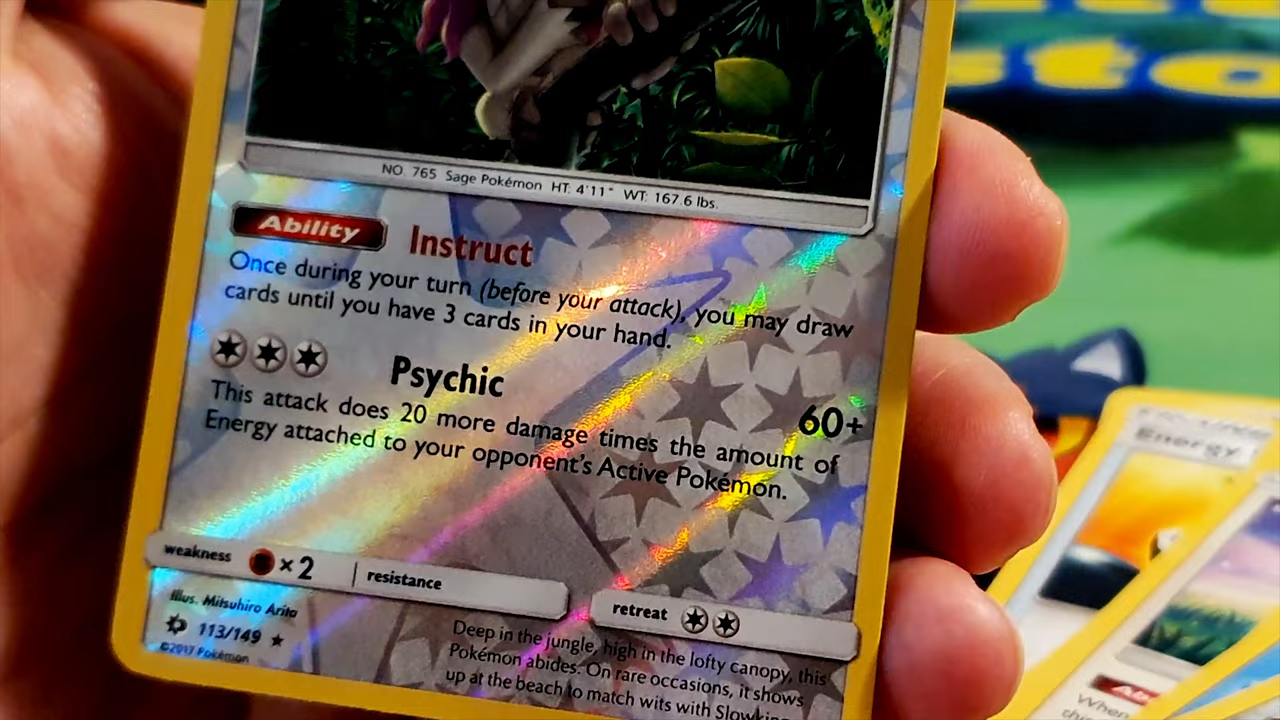 sto
NO. 765 Sage Pokémon HT: 4'11" WT: 167.6 lbs.
Ability Instruct
Once during your turn (before your attack), you may draw
cards until you have 3 cards in your hand.
Psychic 60+
This attack does 20 more damage times the amount of
Energy attached to your opponent's Active Pokémon.
weakness ×2 resistance
retreat
Illus. Mitsuhiro Arita
113/149
©2017 Pokémon
Deep in the jungle, high in the lofty canopy, this
Pokémon abides. On rare occasions, it shows
up at the beach to match wits with Slowking
Energy
When